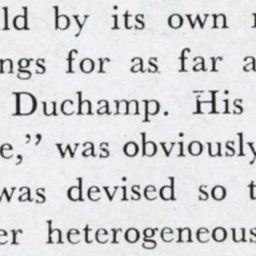 ld by its own
ngs for as far a
Duchamp. His
e,” was obviously
was devised so t
er heterogeneous